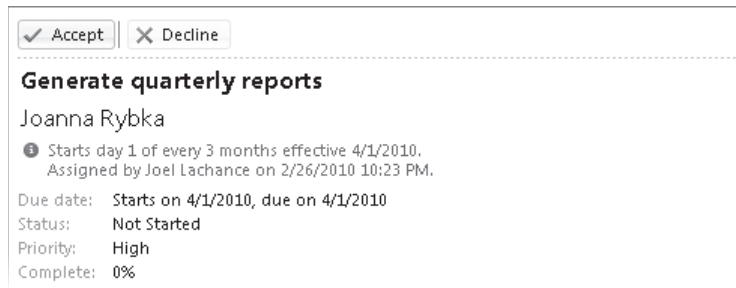 Accept Decline
Generate quarterly reports
Joanna Rybka
Starts day 1 of every 3 months effective 4/1/2010.
Assigned by Joel Lachance on 2/26/2010 10:23 PM.
Due date: Starts on 4/1/2010, due on 4/1/2010
Status: Not Started
Priority: High
Complete: 0%